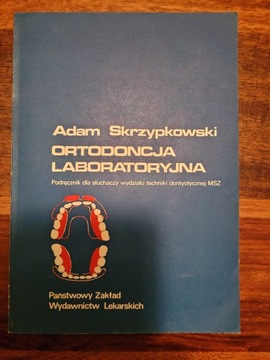 Adam Skrzypkowski
ORTODONCJA
LABORATORYJNA
Podręcznik dla słuchaczy wydziału techniki dentystycznej MSZ
Państwowy Zakład
Wydawnictw Lekarskich